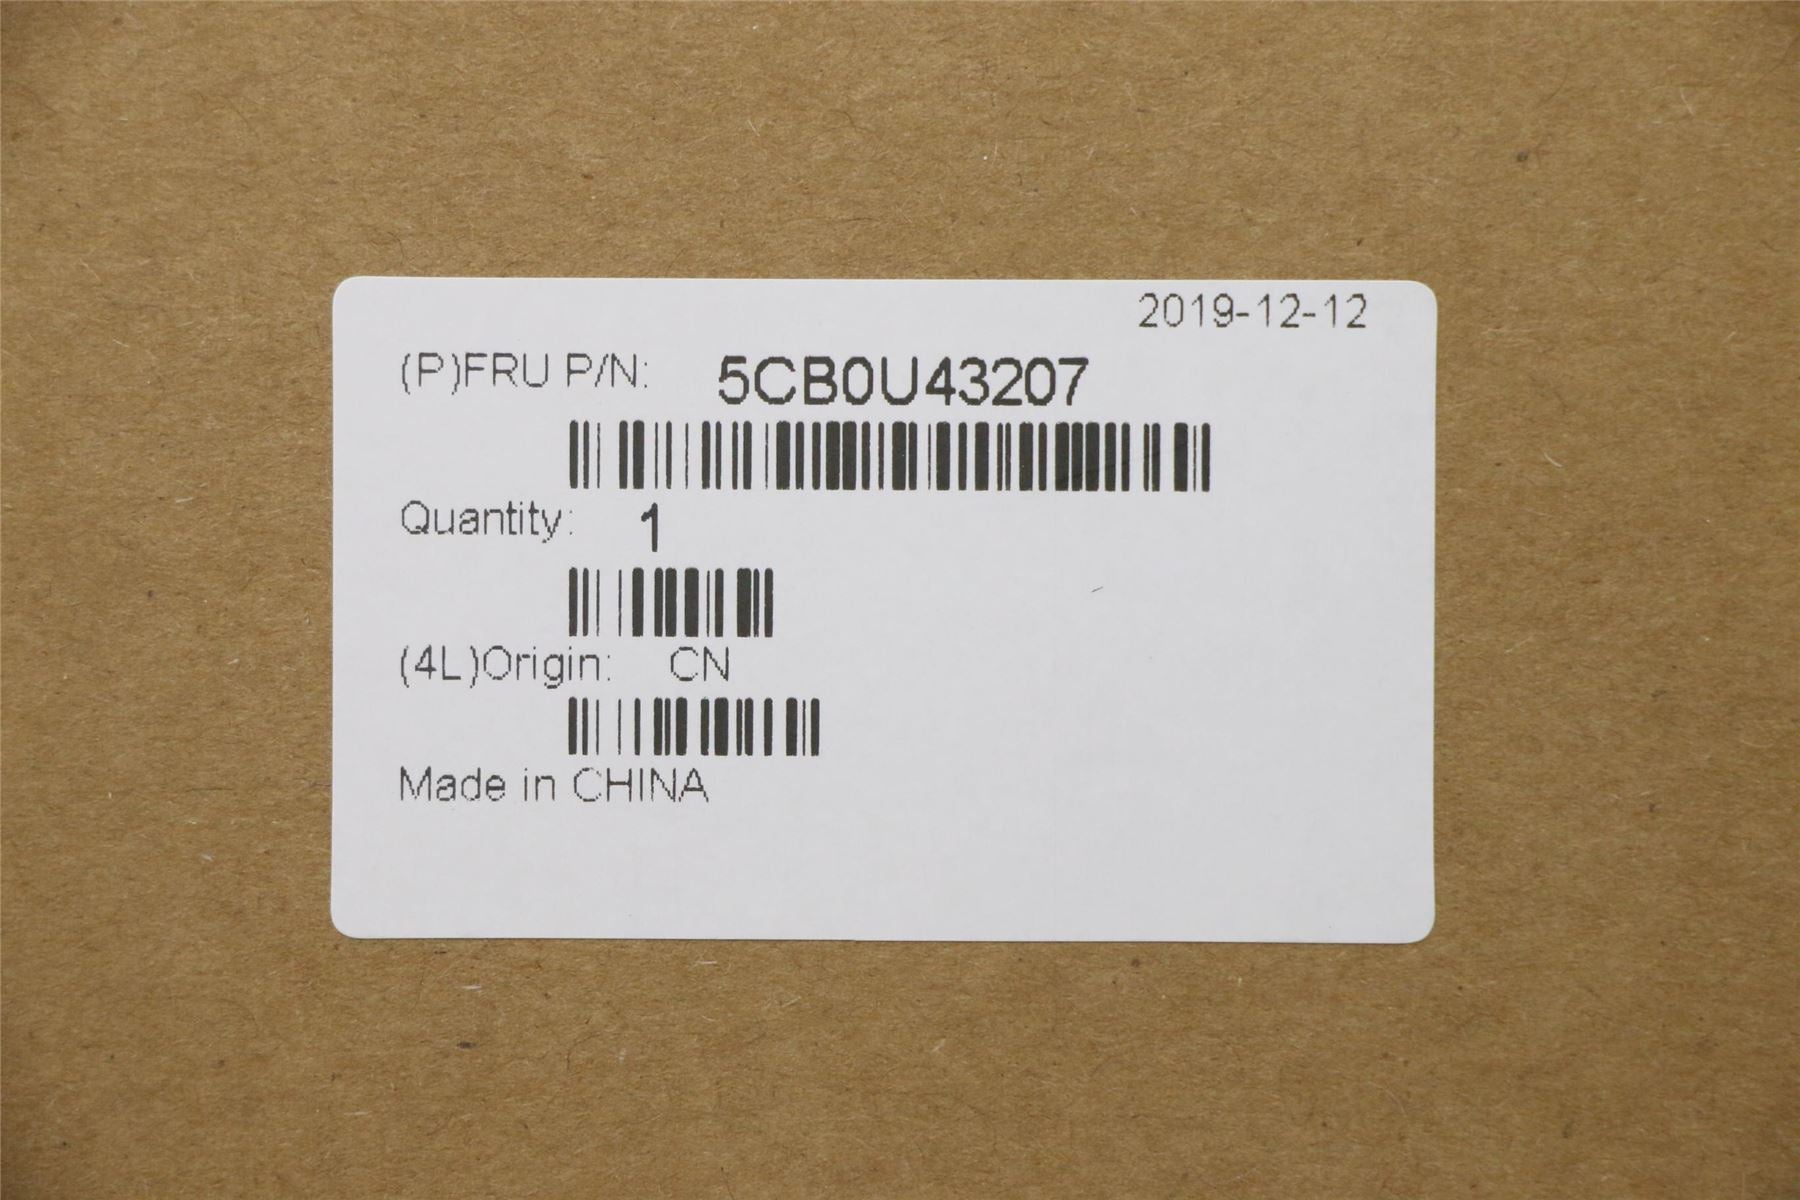 2019-12-12
(P)FRU P/N: 5CB0U43207
Quantity: 1
(4L)Origin: CN
Made in CHINA